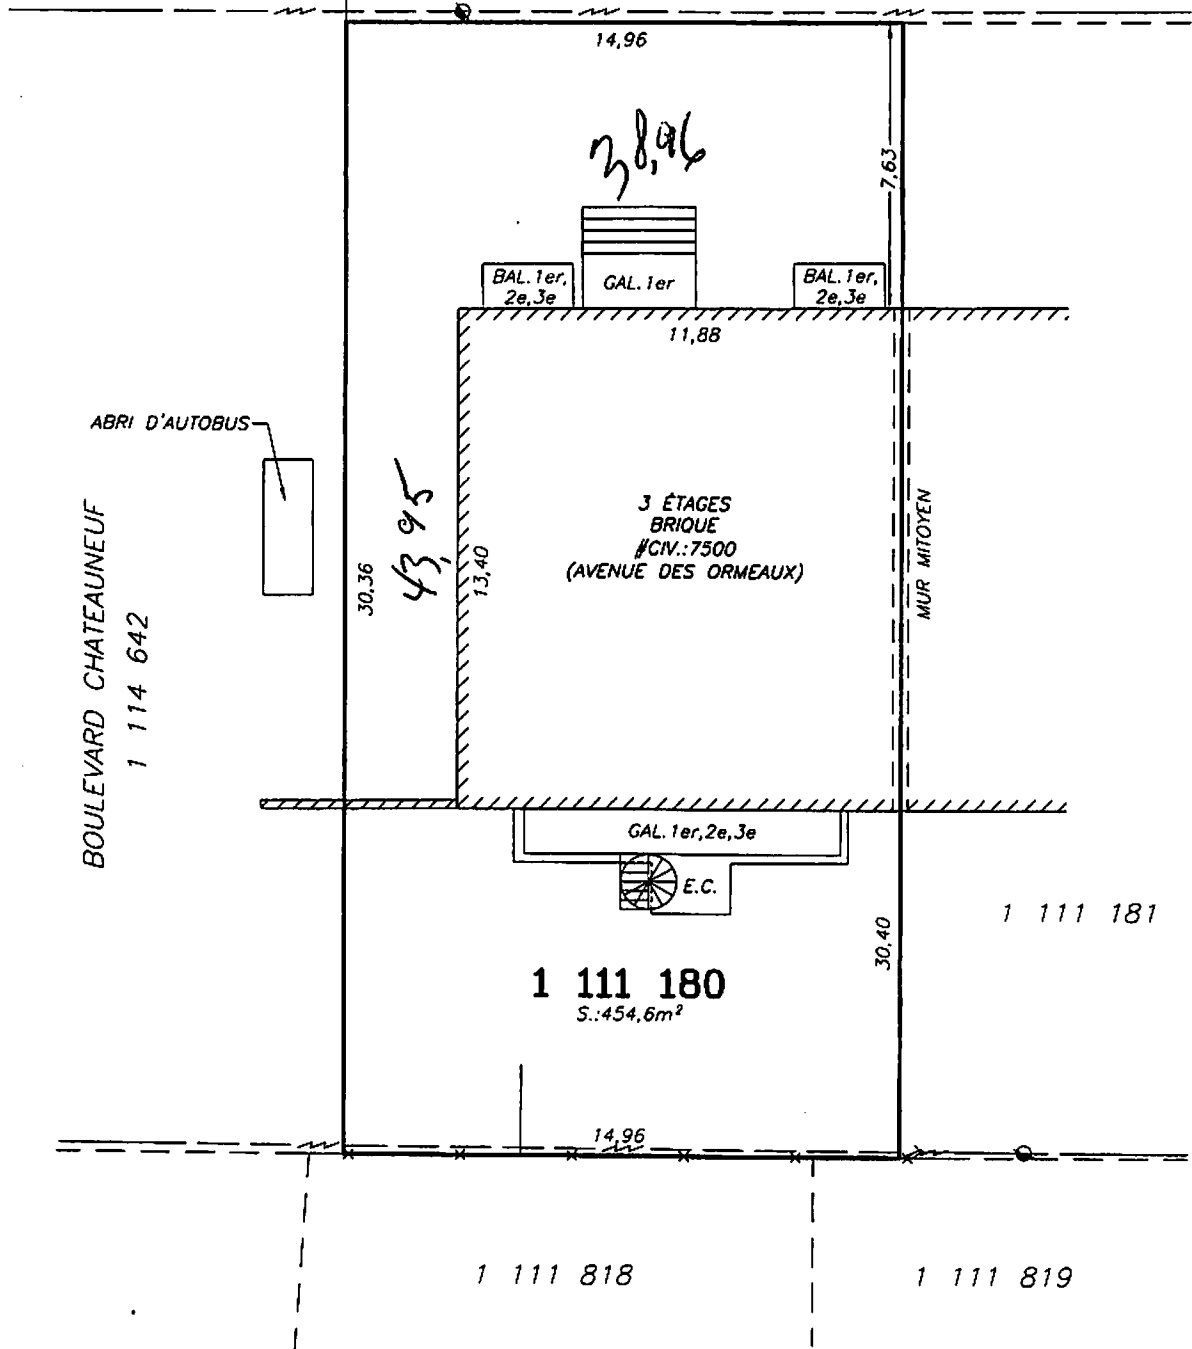 14,96
38,96
7,63
BAL. 1er,
2e,3e
GAL. 1er
BAL. 1er,
2e,3e
11,88
ABRI D'AUTOBUS
3 ÉTAGES
BRIQUE
#CIV.:7500
(AVENUE DES ORMEAUX)
43,95
13,40
30,36
MUR MITOYEN
BOULEVARD CHATEAUNEUF
1 114 642
GAL. 1er,2e,3e
E.C.
1 111 181
30,40
1 111 180
S.:454,6m²
14,96
1 111 818
1 111 819